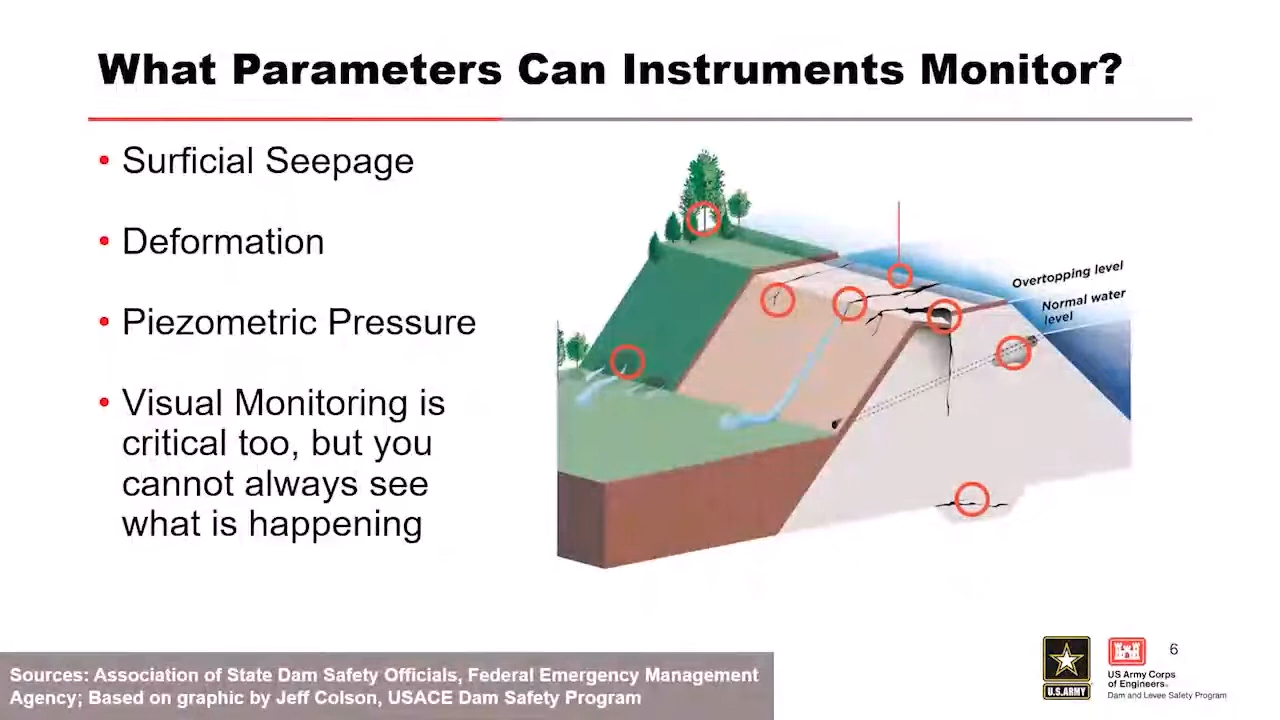 What Parameters Can Instruments Monitor?
• Surficial Seepage
• Deformation
• Piezometric Pressure
• Visual Monitoring is
critical too, but you
cannot always see
what is happening
Overtopping level
Normal water
level
Sources: Association of State Dam Safety Officials, Federal Emergency Management
Agency; Based on graphic by Jeff Colson, USACE Dam Safety Program
U.S.ARMY
US Army Corps
of Engineers®
Dam and Levee Safety Program
6